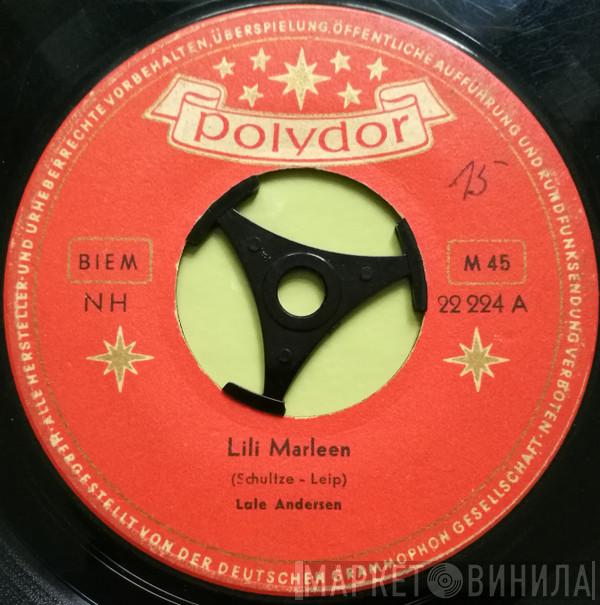 ALLE HERSTELLER- UND URHEBERRECHTE VORBEHALTEN, ÜBERSPIELUNG, ÖFFENTLICHE AUFFÜHRUNG UND RUNDFUNKSENDUNG VERBOTEN.
polydor
15-
BIEM
M 45
NH
22 224 A
Lili Marleen
(Schultze - Leip)
Lale Andersen
HERGESTELLT VON DER DEUTSCHEN GRAMMOPHON GESELLSCHAFT.
МАРКЕТ ВИНИЛА